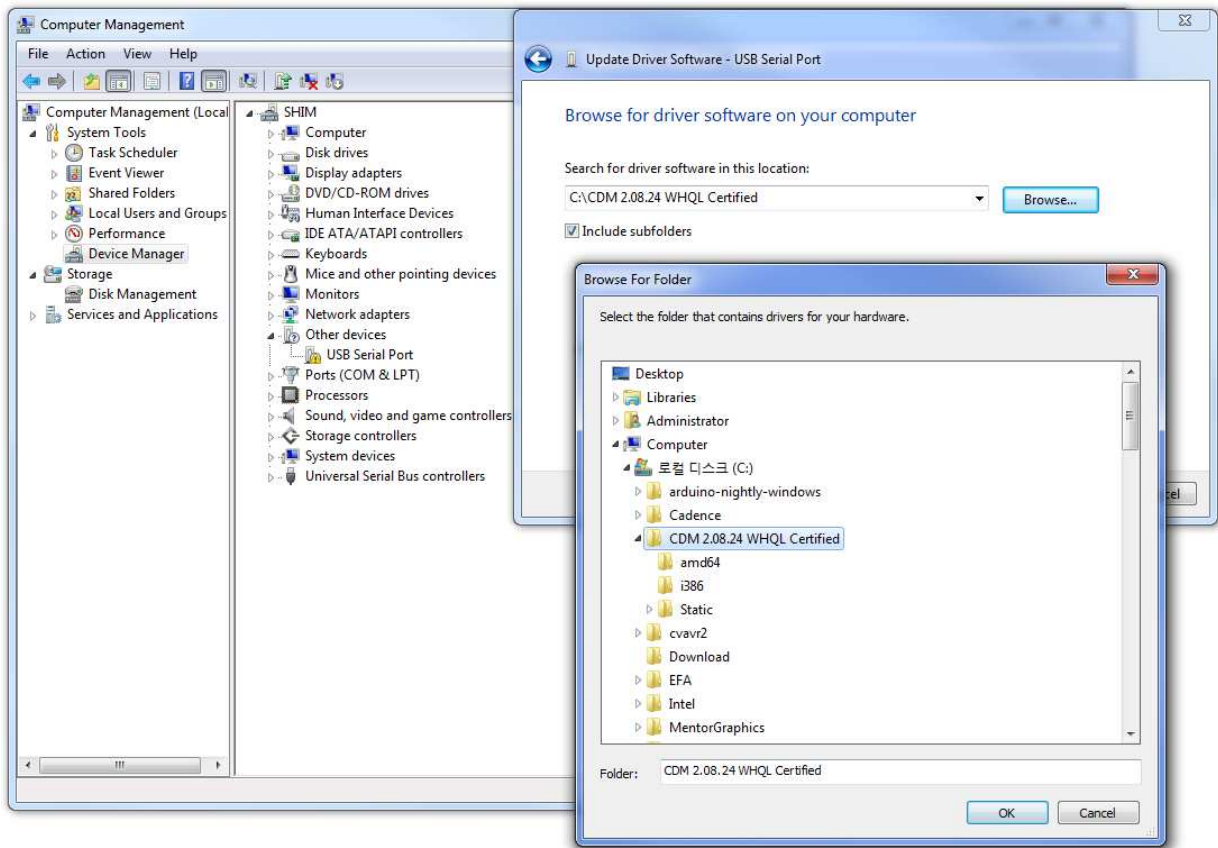 Computer Management
File Action View Help
Computer Management (Local
System Tools
Task Scheduler
Event Viewer
Shared Folders
Local Users and Groups
Performance
Device Manager
Storage
Disk Management
Services and Applications
SHIM
Computer
Disk drives
Display adapters
DVD/CD-ROM drives
Human Interface Devices
IDE ATA/ATAPI controllers
Keyboards
Mice and other pointing devices
Monitors
Network adapters
Other devices
USB Serial Port
Ports (COM & LPT)
Processors
Sound, video and game controllers
Storage controllers
System devices
Universal Serial Bus controllers
Update Driver Software - USB Serial Port
Browse for driver software on your computer
Search for driver software in this location:
C:\CDM 2.08.24 WHQL Certified
Browse...
Include subfolders
Browse For Folder
Select the folder that contains drivers for your hardware.
Desktop
Libraries
Administrator
Computer
로컬 디스크 (C:)
arduino-nightly-windows
Cadence
CDM 2.08.24 WHQL Certified
amd64
i386
Static
cvavr2
Download
EFA
Intel
MentorGraphics
Folder: CDM 2.08.24 WHQL Certified
OK Cancel